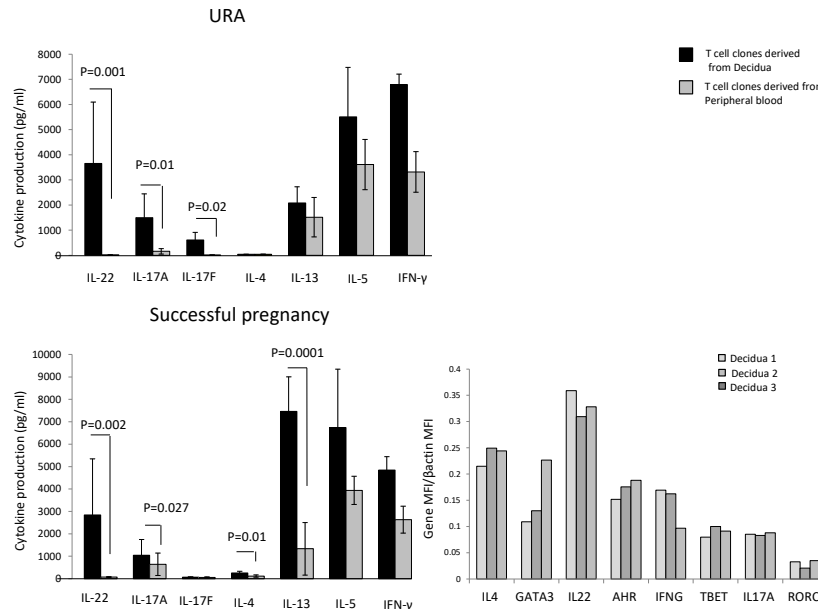 URA
Cytokine production (pg/ml)
8000
7000
6000
5000
4000
3000
2000
1000
0
P=0.001
P=0.01
P=0.02
IL-22 IL-17A IL-17F IL-4 IL-13 IL-5 IFN-γ
T cell clones derived
from Decidua
T cell clones derived from
Peripheral blood
Successful pregnancy
Cytokine production (pg/ml)
10000
9000
8000
7000
6000
5000
4000
3000
2000
1000
0
P=0.002
P=0.027
P=0.01
P=0.0001
IL-22 IL-17A IL-17F IL-4 IL-13 IL-5 IFN-γ
Gene MFI/βactin MFI
0.4
0.35
0.3
0.25
0.2
0.15
0.1
0.05
0
Decidua 1
Decidua 2
Decidua 3
IL4 GATA3 IL22 AHR IFNG TBET IL17A RORC